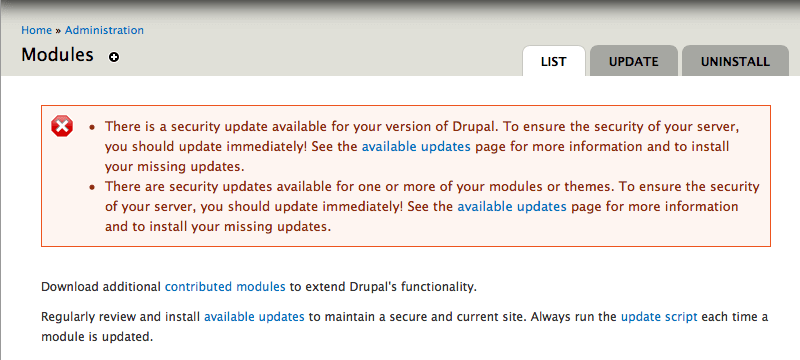 Home » Administration
Modules
LIST
UPDATE
UNINSTALL
• There is a security update available for your version of Drupal. To ensure the security of your server,
you should update immediately! See the available updates page for more information and to install
your missing updates.
• There are security updates available for one or more of your modules or themes. To ensure the security
of your server, you should update immediately! See the available updates page for more information
and to install your missing updates.
Download additional contributed modules to extend Drupal's functionality.
Regularly review and install available updates to maintain a secure and current site. Always run the update script each time a
module is updated.